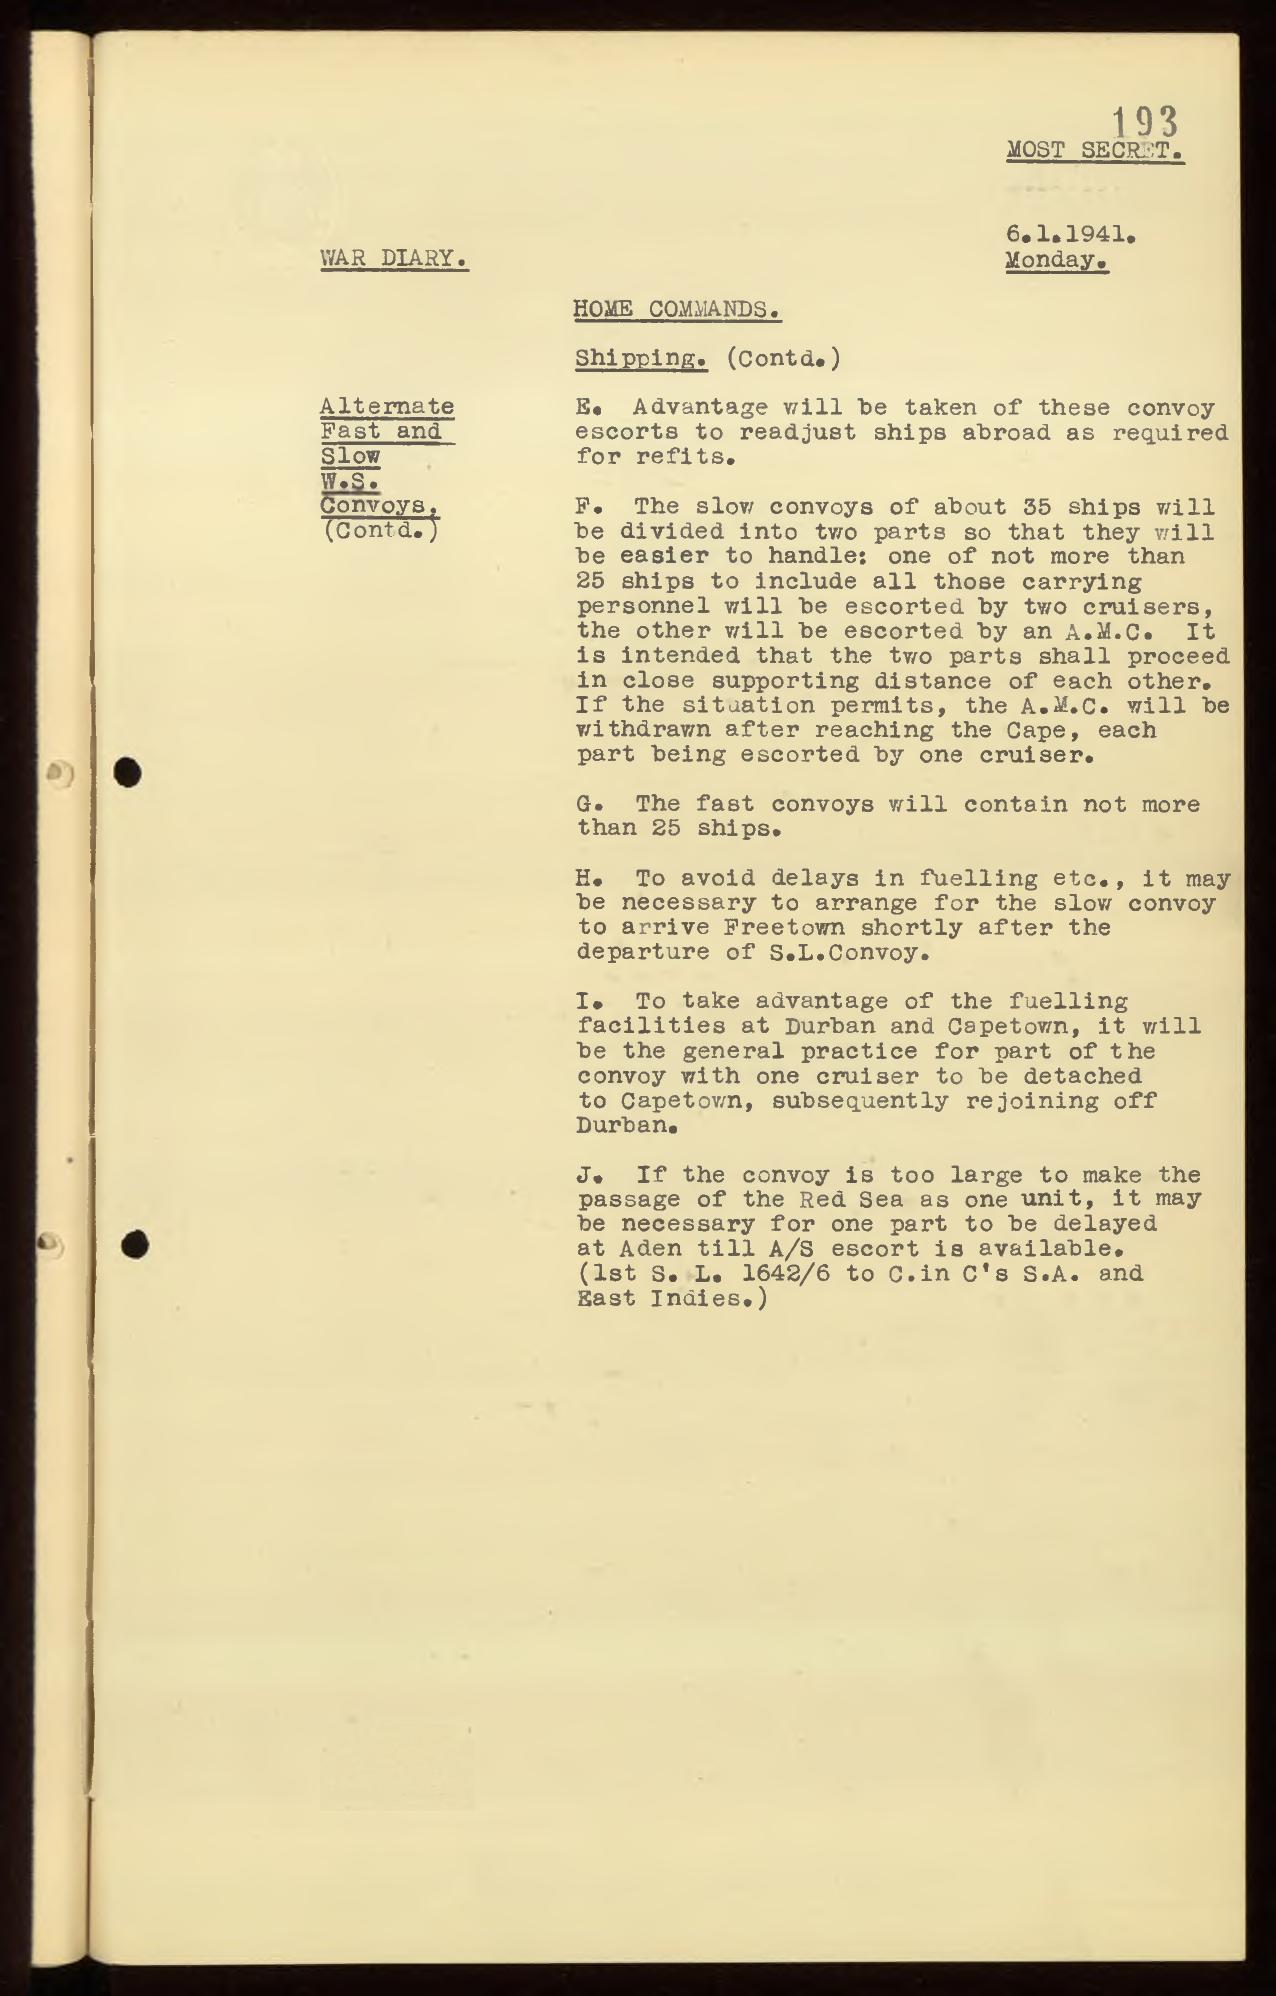 193
MOST SECRET.
6.1.1941.
Monday.
WAR DIARY.
HOME COMMANDS.
Shipping. (Contd.)
Alternate
Fast and
Slow
W.S.
Convoys.
(Contd.)
E. Advantage will be taken of these convoy
escorts to readjust ships abroad as required
for refits.
F. The slow convoys of about 35 ships will
be divided into two parts so that they will
be easier to handle: one of not more than
25 ships to include all those carrying
personnel will be escorted by two cruisers,
the other will be escorted by an A.M.C. It
is intended that the two parts shall proceed
in close supporting distance of each other.
If the situation permits, the A.M.C. will be
withdrawn after reaching the Cape, each
part being escorted by one cruiser.
G. The fast convoys will contain not more
than 25 ships.
H. To avoid delays in fuelling etc., it may
be necessary to arrange for the slow convoy
to arrive Freetown shortly after the
departure of S.L.Convoy.
I. To take advantage of the fuelling
facilities at Durban and Capetown, it will
be the general practice for part of the
convoy with one cruiser to be detached
to Capetown, subsequently rejoining off
Durban.
J. If the convoy is too large to make the
passage of the Red Sea as one unit, it may
be necessary for one part to be delayed
at Aden till A/S escort is available.
(1st S. L. 1642/6 to C.in C's S.A. and
East Indies.)